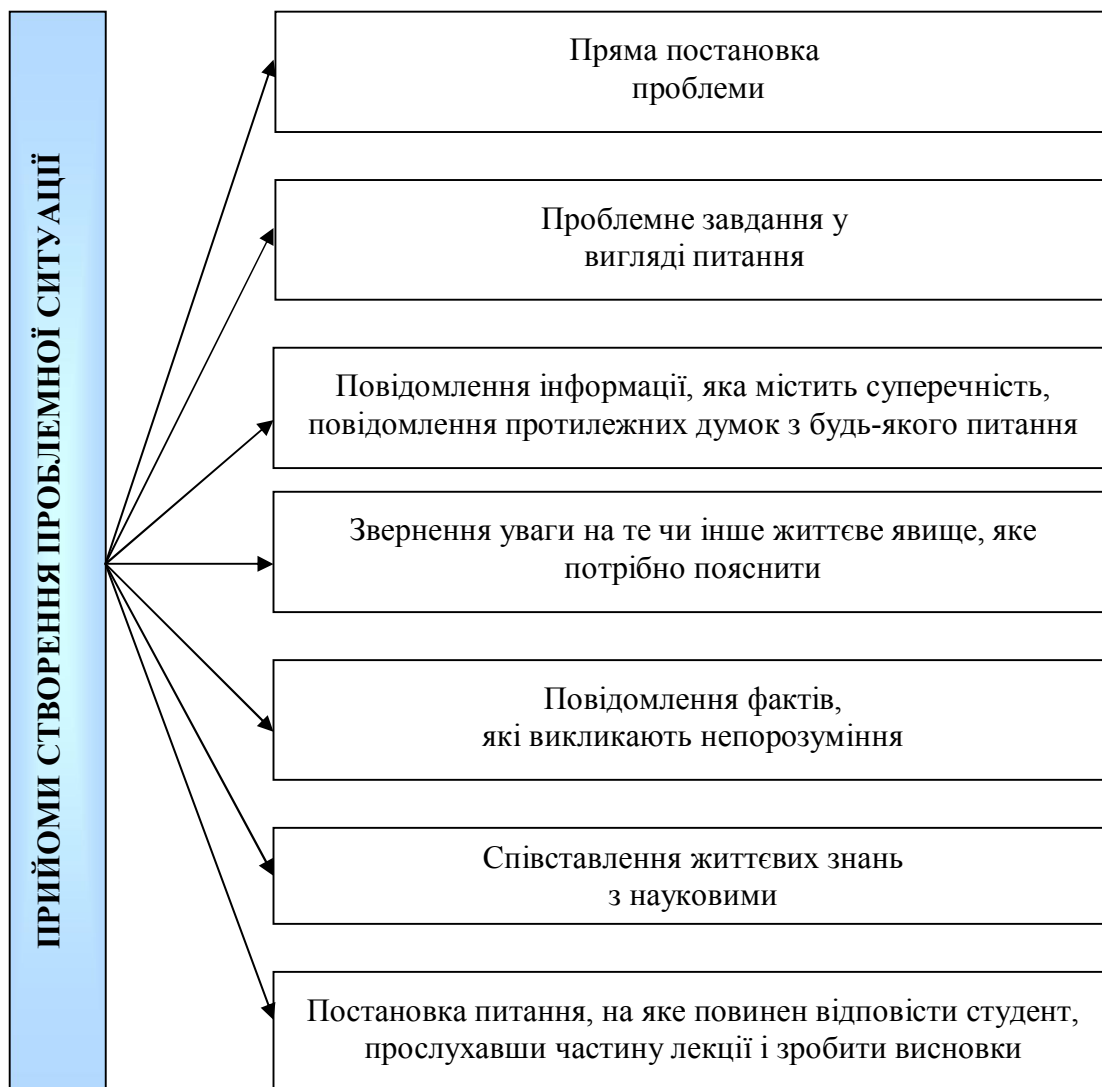 ПРИЙОМИ СТВОРЕННЯ ПРОБЛЕМНОЇ СИТУАЦІЇ
Пряма постановка
проблеми
Проблемне завдання у
вигляді питання
Повідомлення інформації, яка містить суперечність,
повідомлення протилежних думок з будь-якого питання
Звернення уваги на те чи інше життєве явище, яке
потрібно пояснити
Повідомлення фактів,
які викликають непорозуміння
Співставлення життєвих знань
з науковими
Постановка питання, на яке повинен відповісти студент,
прослухавши частину лекції і зробити висновки